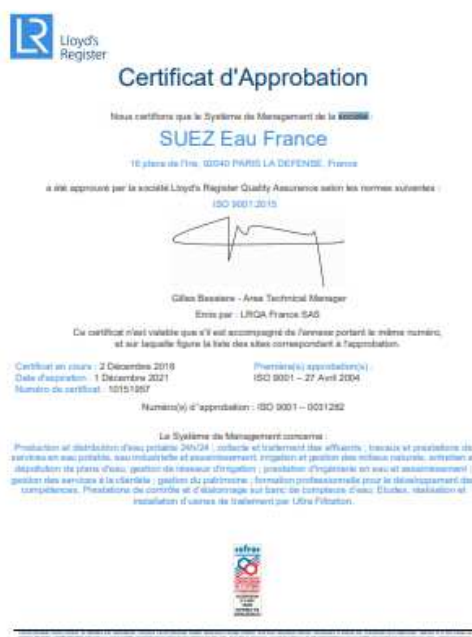 LR
Lloyd's
Register
Certificat d'Approbation
Nous certifions que le Système de Management de la société
SUEZ Eau France
16 place de l'Iris, 92040 PARIS LA DEFENSE, France
a été approuvé par la société Lloyd's Register Quality Assurance selon les normes suivantes :
ISO 9001:2015
Gilles Bessiere - Area Technical Manager
Emis par : LRQA France SAS
Ce certificat n'est valable que s'il est accompagné de l'annexe portant le même numéro,
et sur laquelle figure la liste des sites correspondant à l'approbation.
Certificat en cours : 2 Décembre 2018
Date d'expiration : 1 Décembre 2021
Numéro de certificat : 10151957
Première(s) approbation(s) :
ISO 9001 – 27 Avril 2004
Numéro(s) d'approbation : ISO 9001 – 0031282
Le Système de Management concerne :
Production et distribution d'eau potable 24h/24 ; collecte et traitement des effluents ; travaux et prestations de
services en eau potable, eau industrielle et assainissement, irrigation et gestion des milieux naturels, entretien et
dépollution de plans d'eau, gestion de réseaux d'irrigation ; prestation d'ingénierie en eau et assainissement ;
gestion des services à la clientèle ; gestion du patrimoine ; formation professionnelle pour le développement des
compétences. Prestations de contrôle et d'étalonnage sur banc de compteurs d'eau. Etudes, réalisation et
installation d'usines de traitement par Ultra Filtration.
cofrac